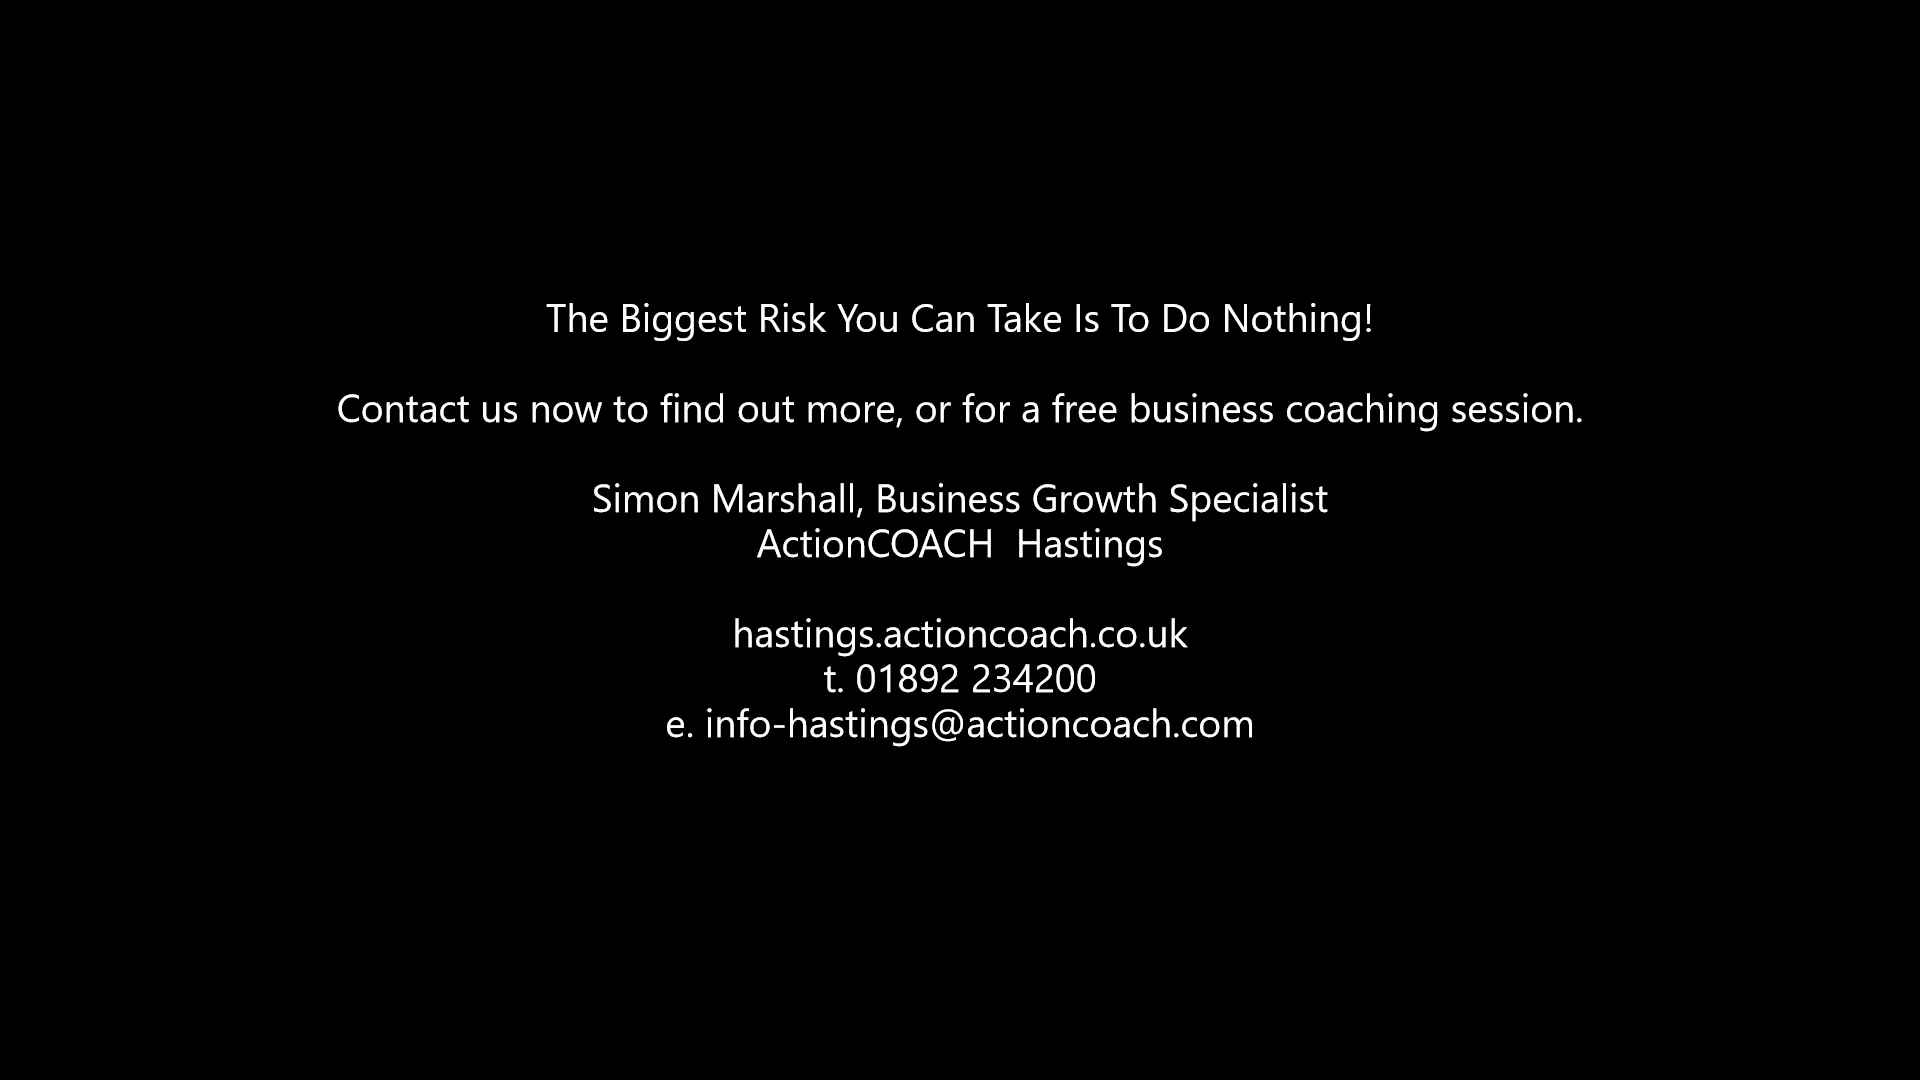 The Biggest Risk You Can Take Is To Do Nothing!
Contact us now to find out more, or for a free business coaching session.
Simon Marshall, Business Growth Specialist
ActionCOACH  Hastings
hastings.actioncoach.co.uk
t. 01892 234200
e. info-hastings@actioncoach.com